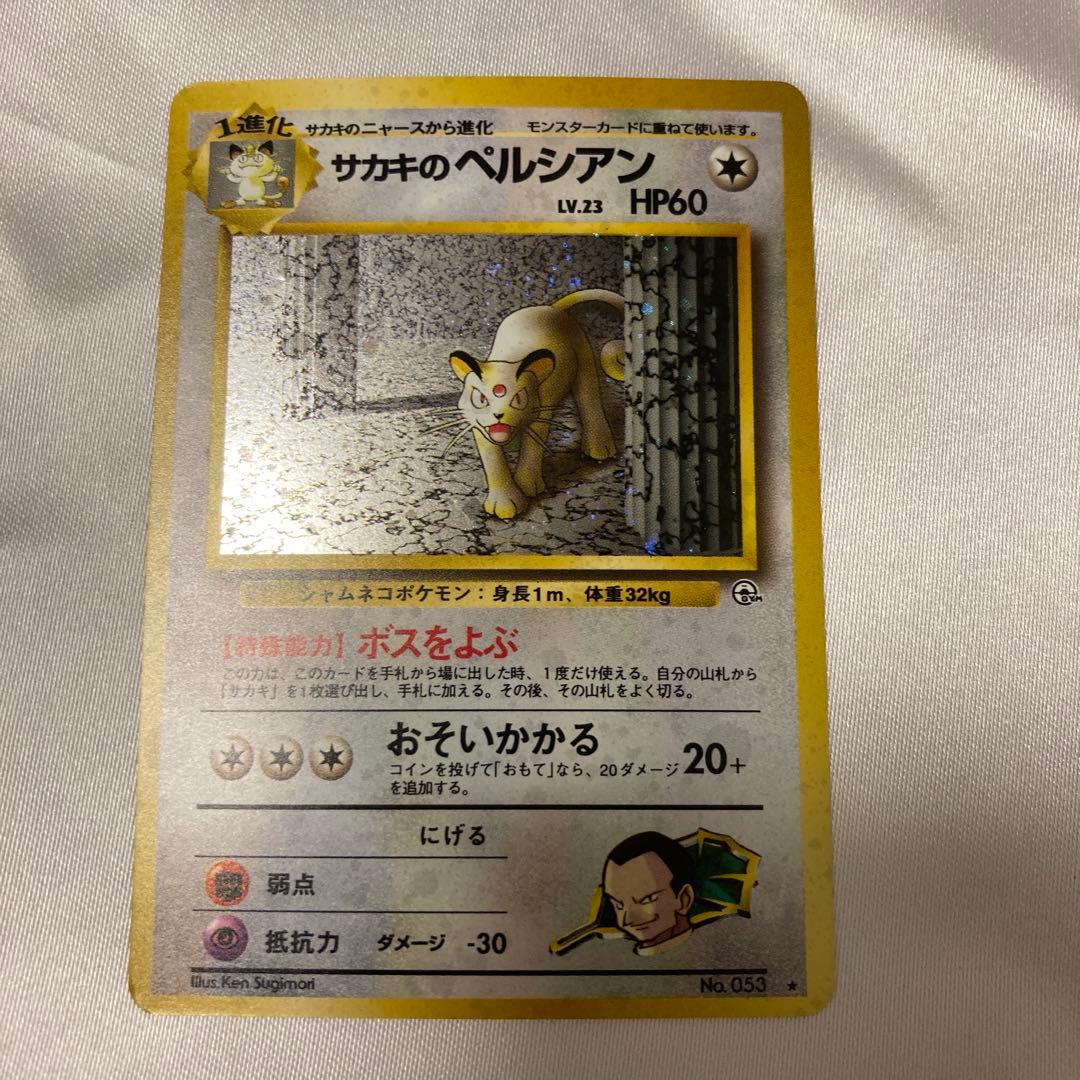 1進化 サカキのニャースから進化 モンスターカードに重ねて使います。
サカキのペルシアン
LV.23 HP60
シャムネコポケモン：身長1m、体重32kg
GYM
【特殊能力】ボスをよぶ
この力は、このカードを手札から場に出した時、1度だけ使える。自分の山札から
「サカキ」を1枚選び出し、手札に加える。その後、その山札をよく切る。
おそいかかる
コインを投げて「おもて」なら、20ダメージ 20+
を追加する。
にげる
弱点
抵抗力 ダメージ -30
Illus. Ken Sugimori No. 053 ★